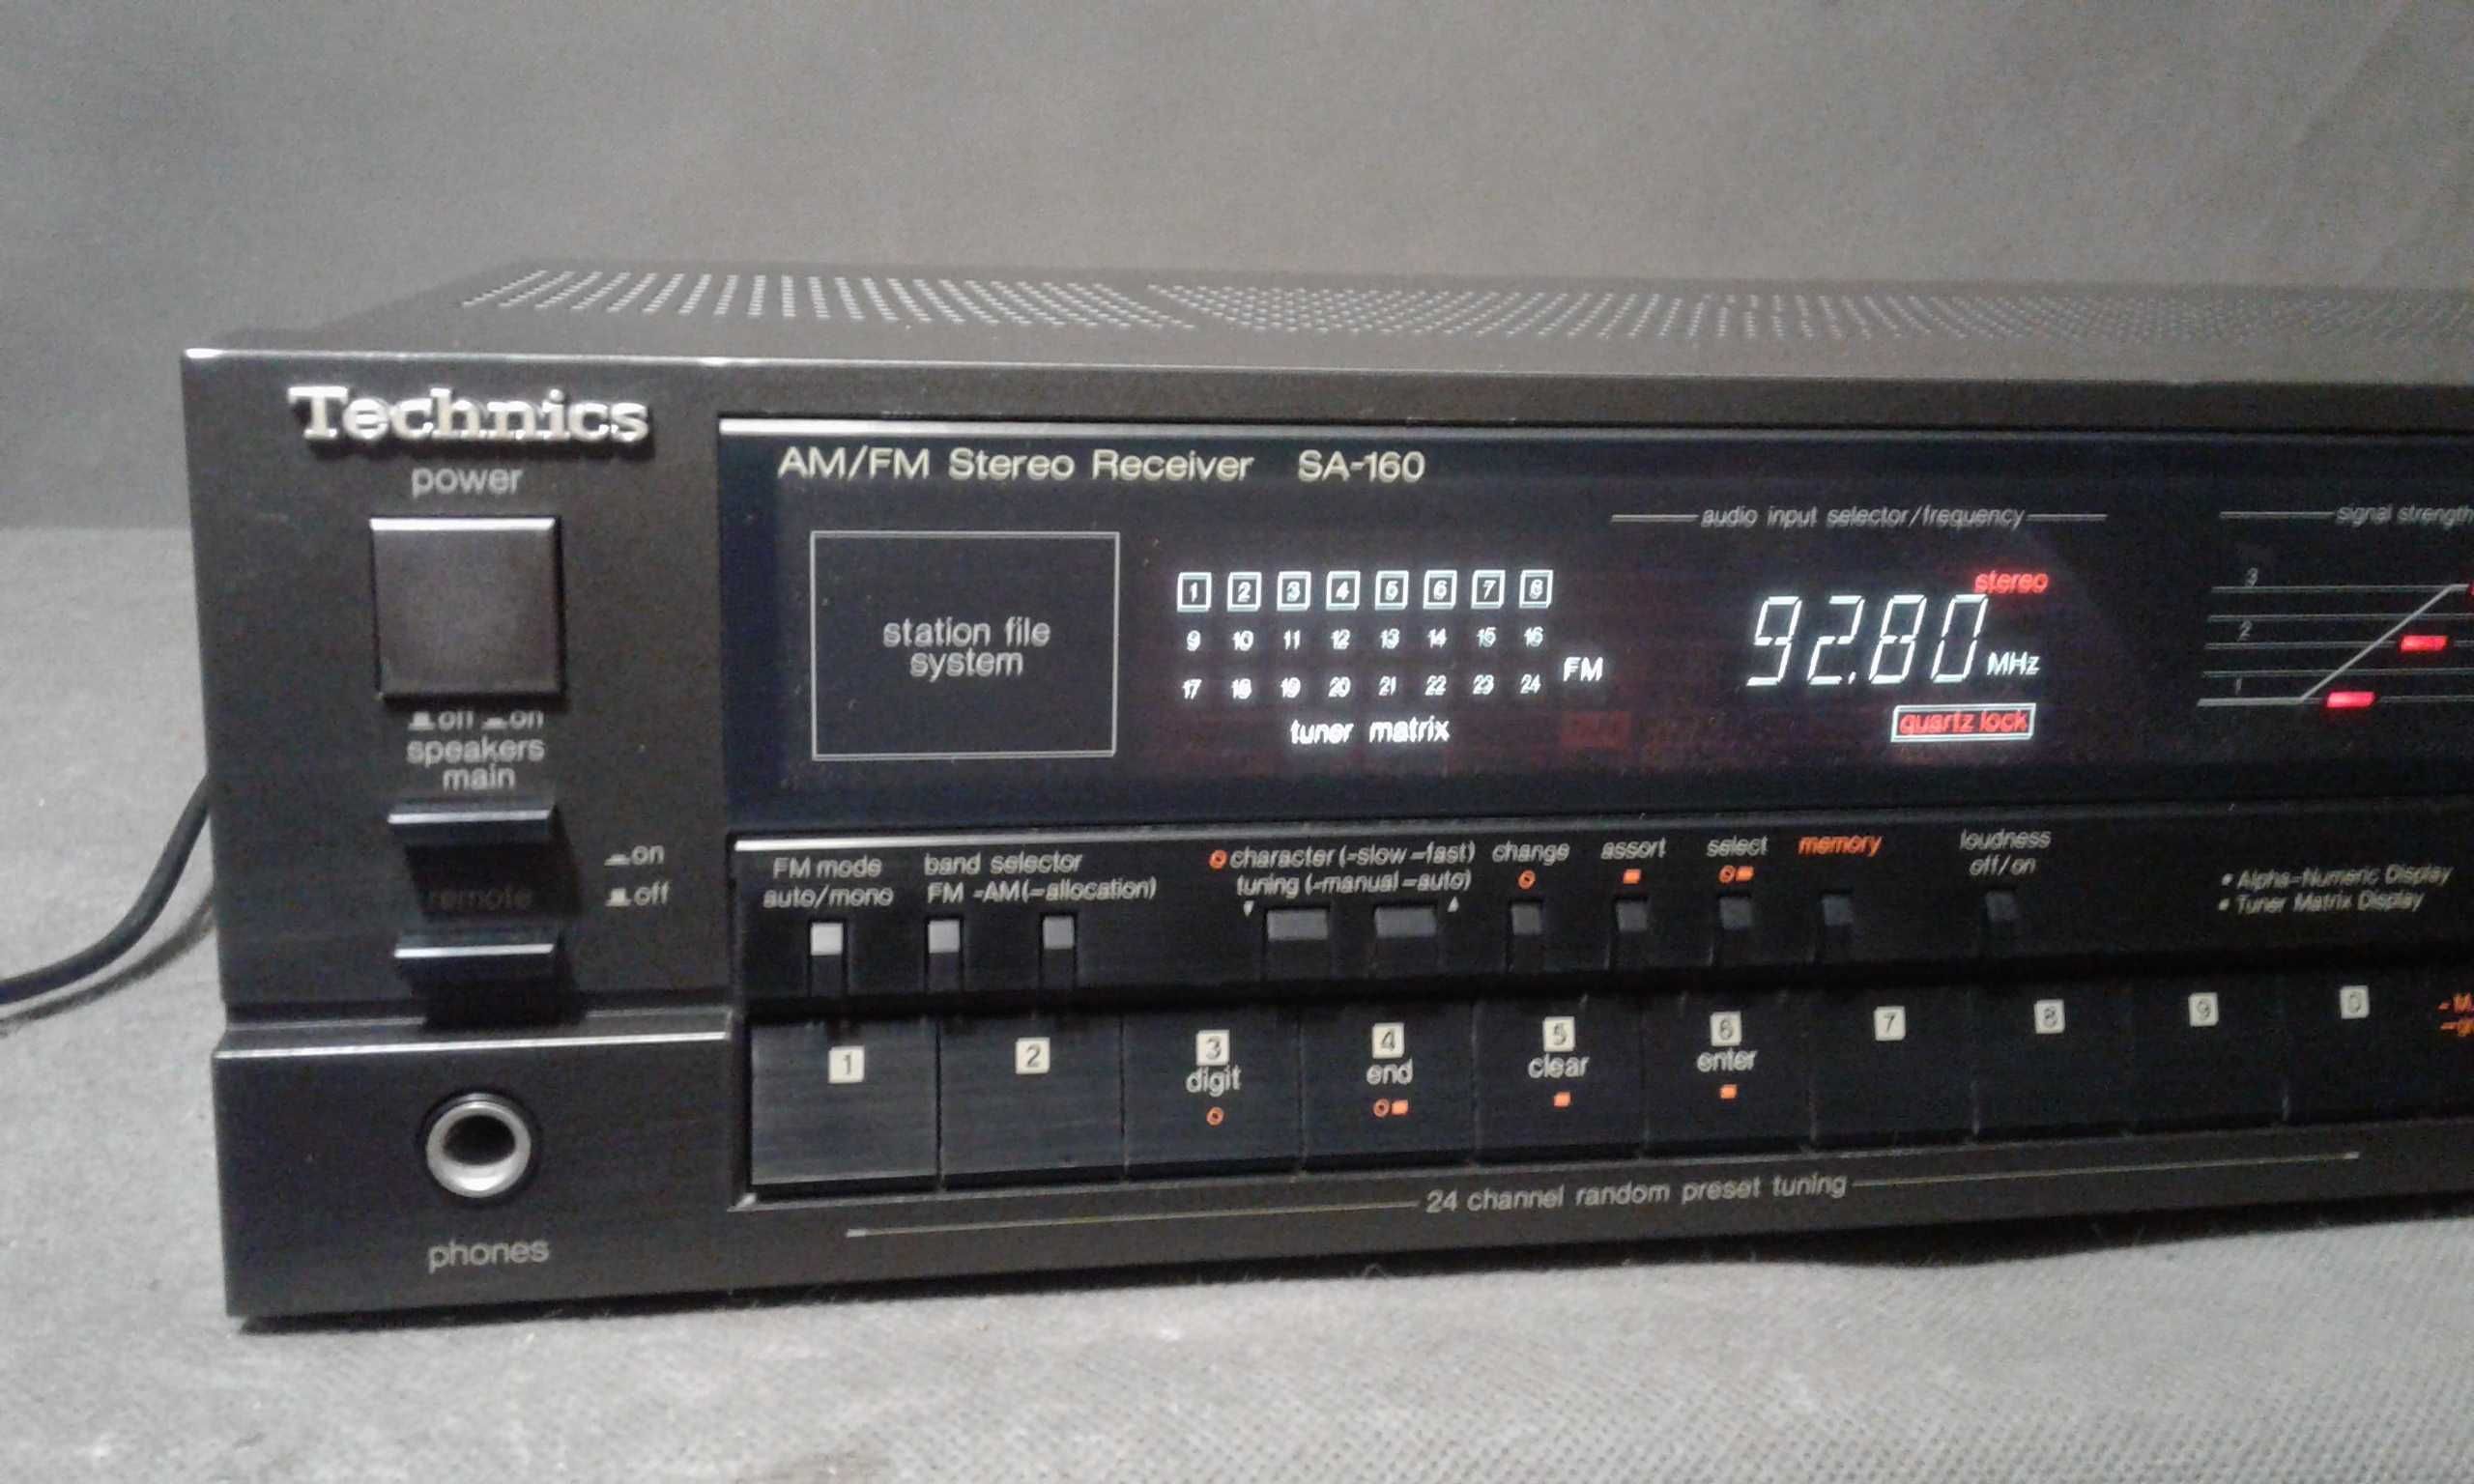 Technics
power
off on
speakers
main
on
remote
off
phones
AM/FM Stereo Receiver SA-160
station file
system
1 2 3 4 5 6 7 8
9 10 11 12 13 14 15 16
17 18 19 20 21 22 23 24
tuner matrix
FM
audio input selector/frequency
stereo
92.80 MHz
quartz lock
signal strength
3
2
1
FM mode
auto/mono
band selector
FM -AM(=allocation)
character (-slow =fast)
tuning (-manual =auto)
change
assort
select
memory
loudness
off/on
Alpha-Numeric Display
Tuner Matrix Display
1
2
3
digit
4
end
5
clear
6
enter
7
8
9
0
24 channel random preset tuning